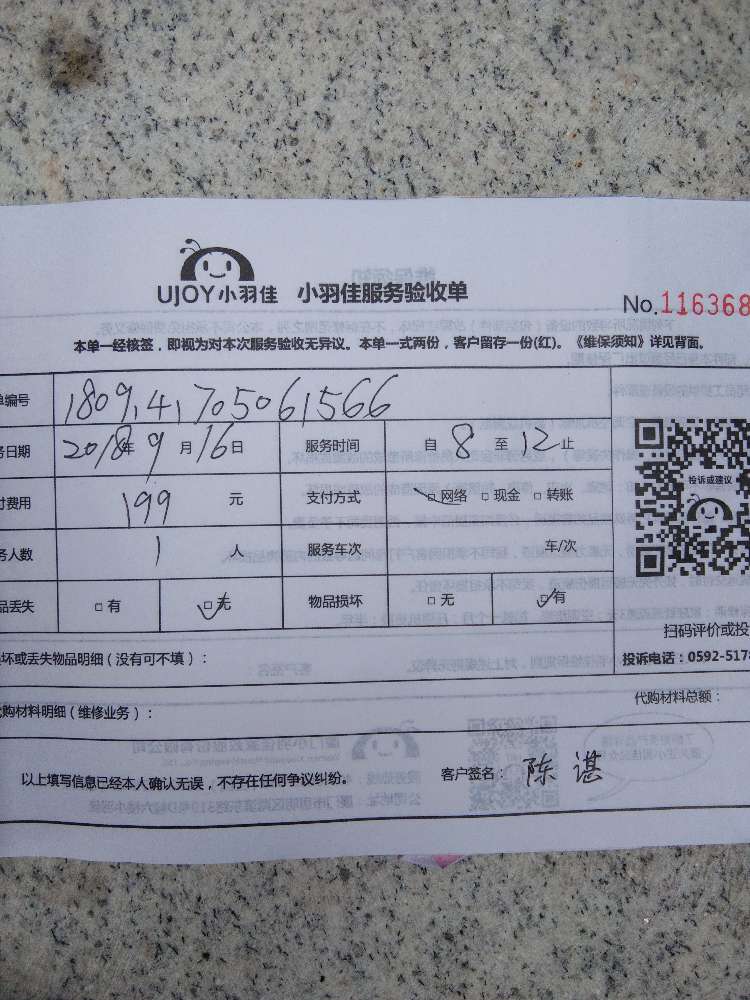 UJOY小羽佳 小羽佳服务验收单
No.116368
本单一经核签，即视为对本次服务验收无异议。本单一式两份，客户留存一份(红)。《维保须知》详见背面。
单编号 180914170506 1566
务日期 2018年9月16日 服务时间 自8至12止
付费用 199元 支付方式 □网络 □现金 □转账
务人数 1人 服务车次 车/次
品丢失 □有 □无 物品损坏 □无 □有
投诉或建议
扫码评价或投
坏或丢失物品明细（没有可不填）：
投诉电话：0592-5178
购材料明细（维修业务）：
代购材料总额：
以上填写信息已经本人确认无误，不存在任何争议纠纷。 客户签名：陈谌